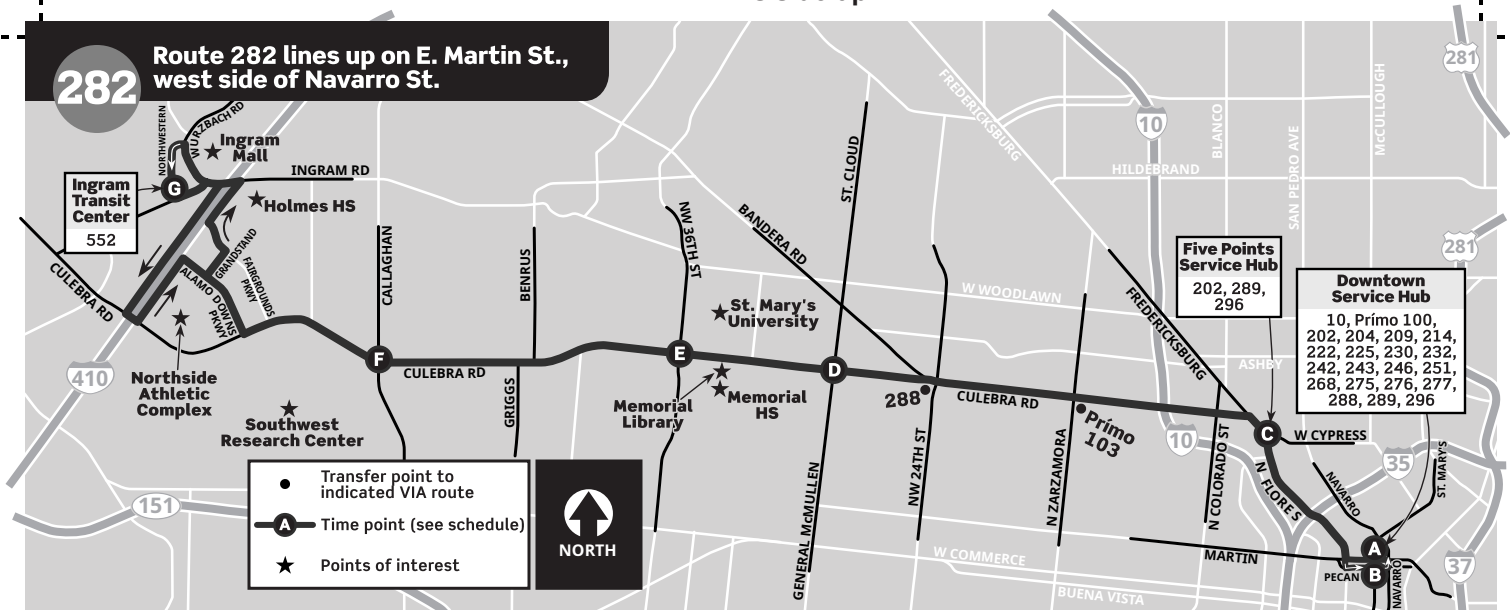 282
Route 282 lines up on E. Martin St.,
west side of Navarro St.
NORTHWESTERN
WURZBACH RD
Ingram
Mall
INGRAM RD
G
Ingram
Transit
Center
552
Holmes HS
GRANDSTAND
FAIRGROUNDS
PKWY
ALAMO DOWNS
PKWY
CULEBRA RD
410
Northside
Athletic
Complex
Southwest
Research Center
CALLAGHAN
F
CULEBRA RD
BENRUS
GRIGGS
NW 36TH ST
E
St. Mary's
University
Memorial
Library
Memorial
HS
BANDERA RD
ST. CLOUD
D
GENERAL McMULLEN
288
NW 24TH ST
CULEBRA RD
W WOODLAWN
Prímo
103
N ZARZAMORA
FREDERICKSBURG
FREDERICKSBURG
10
HILDEBRAND
BLANCO
SAN PEDRO AVE
McCULLOUGH
281
281
Five Points
Service Hub
202, 289,
296
ASHBY
Downtown
Service Hub
10, Prímo 100,
202, 204, 209, 214,
222, 225, 230, 232,
242, 243, 246, 251,
268, 275, 276, 277,
288, 289, 296
C
W CYPRESS
10
N COLORADO ST
N FLORES
35
NAVARRO
ST. MARY'S
MARTIN
A
B
PECAN
NAVARRO
37
W COMMERCE
BUENA VISTA
151
Transfer point to
indicated VIA route
A
Time point (see schedule)
Points of interest
NORTH